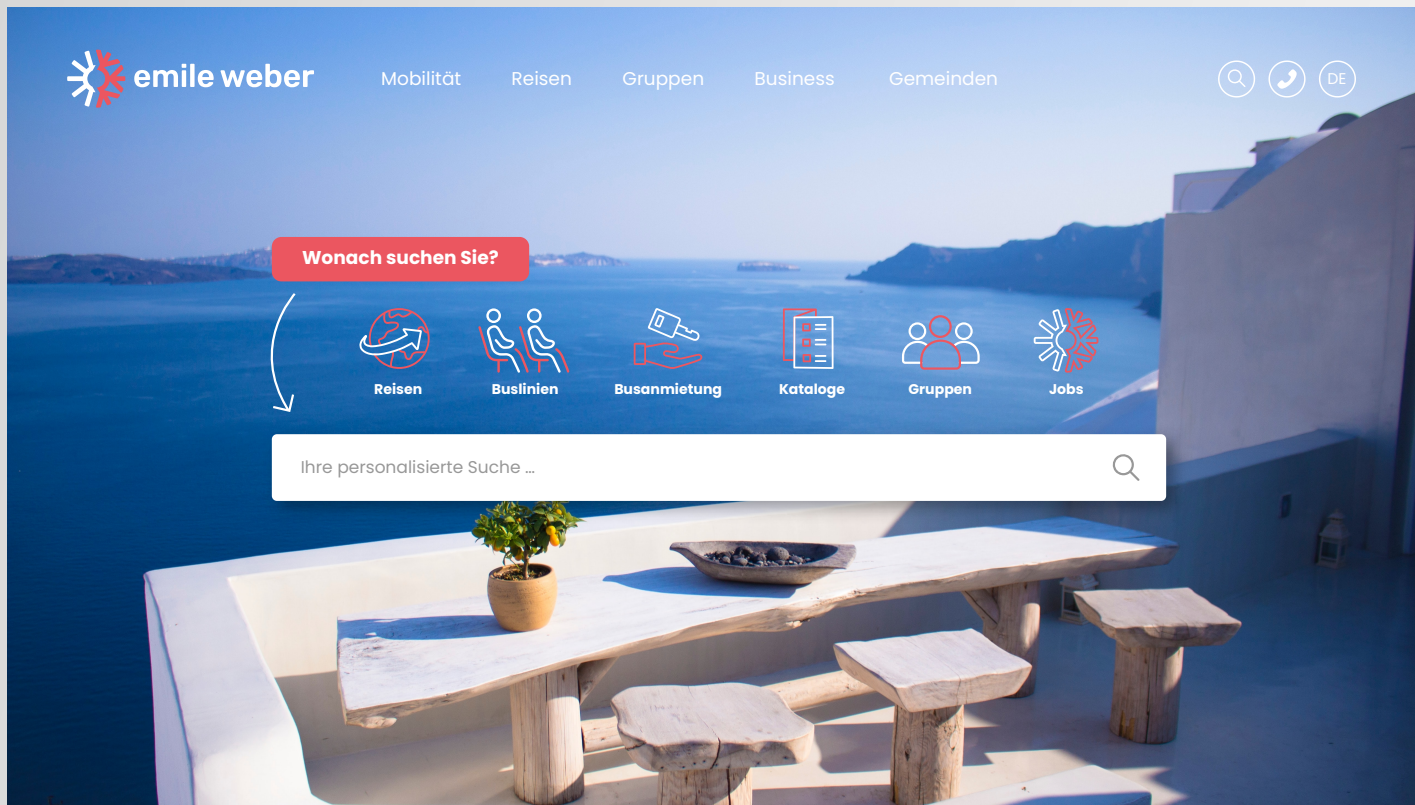 emile weber
Mobilität Reisen Gruppen Business Gemeinden
DE
Wonach suchen Sie?
Reisen Buslinien Busanmietung Kataloge Gruppen Jobs
Ihre personalisierte Suche ...